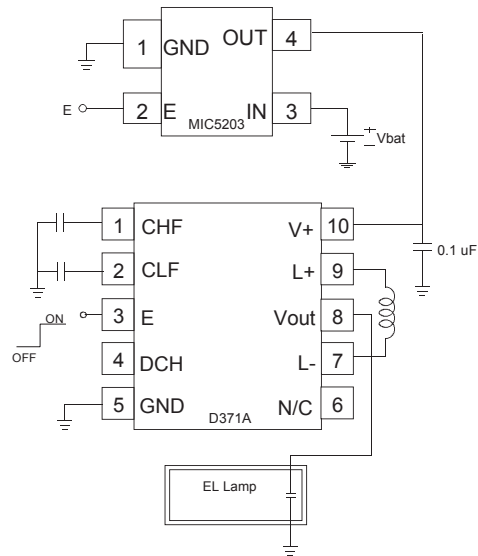 1 GND OUT 4
E 2 E IN 3
MIC5203
+
Vbat
1 CHF V+ 10
0.1 uF
2 CLF L+ 9
ON
OFF
3 E Vout 8
4 DCH L- 7
5 GND N/C 6
D371A
EL Lamp